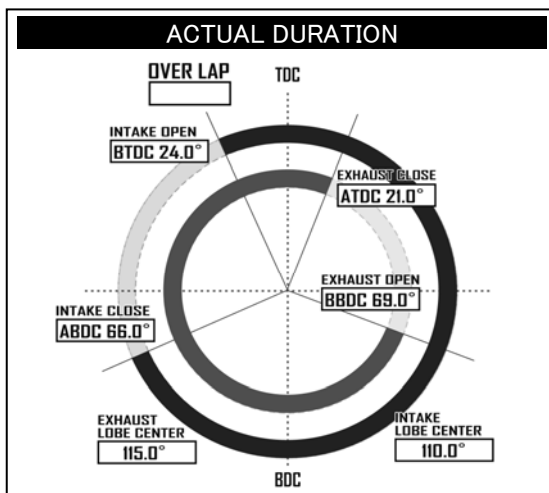 ACTUAL DURATION
OVER LAP
TDC
INTAKE OPEN
BTDC 24.0°
EXHAUST CLOSE
ATDC 21.0°
EXHAUST OPEN
BBDC 69.0°
INTAKE CLOSE
ABDC 66.0°
EXHAUST
LOBE CENTER
115.0°
INTAKE
LOBE CENTER
110.0°
BDC